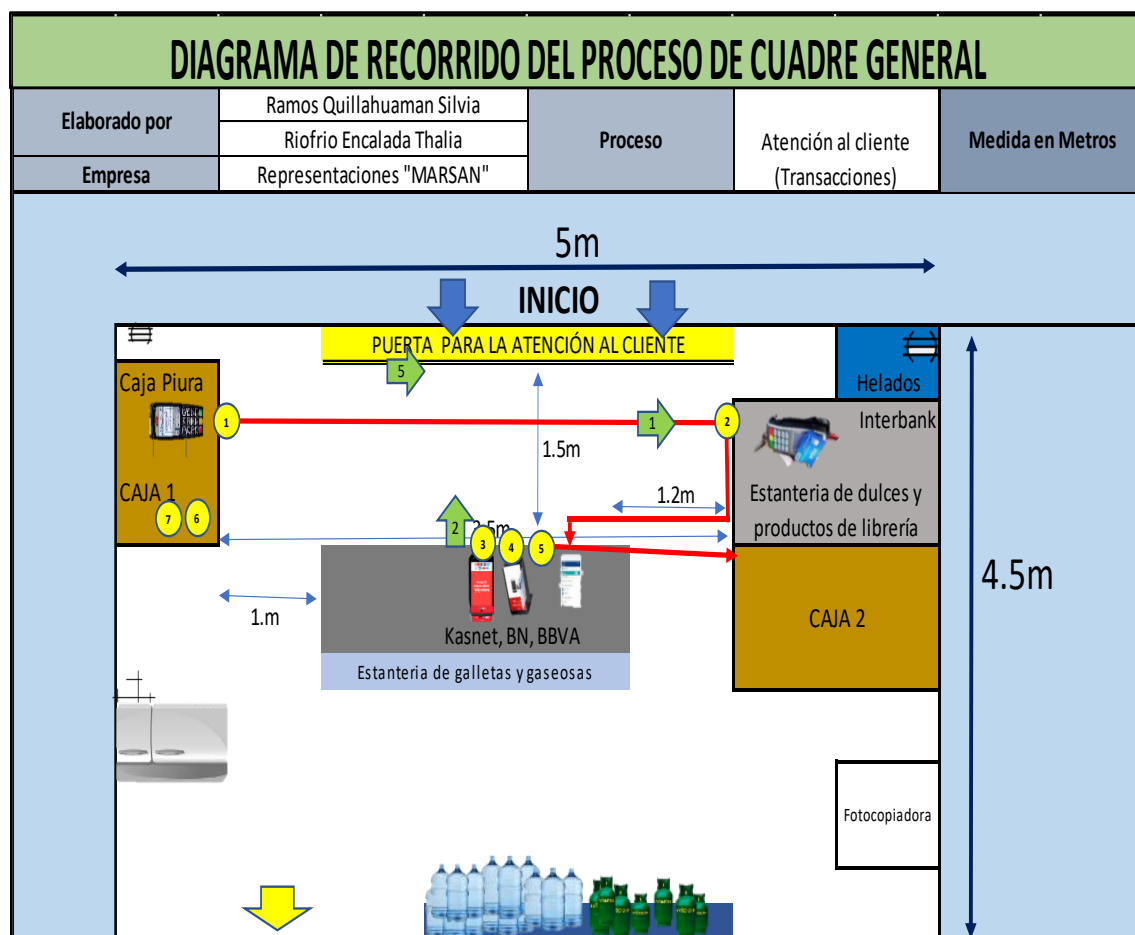 DIAGRAMA DE RECORRIDO DEL PROCESO DE CUADRE GENERAL
Elaborado por
Ramos Quillahuaman Silvia
Riofrio Encalada Thalia
Proceso
Atención al cliente
(Transacciones)
Medida en Metros
Empresa
Representaciones "MARSAN"
5m
INICIO
PUERTA PARA LA ATENCIÓN AL CLIENTE
5
Caja Piura
Helados
Interbank
1
1
2
1.5m
1.2m
CAJA 1
7
6
Estanteria de dulces y
productos de librería
2
3
4
5
4.5m
1.m
Kasnet, BN, BBVA
CAJA 2
Estanteria de galletas y gaseosas
Fotocopiadora